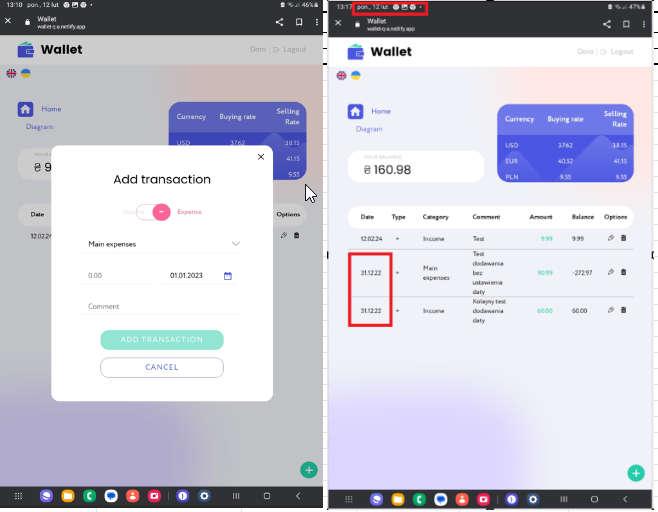 13:10 pon., 12 lut
46%
Wallet
wallet-q-a.netlify.app
Wallet
Doro
Logout
Home
Diagram
Currency Buying rate Selling Rate
USD 37.62 38.15
41.15
9.55
₴ 9
Date
Options
12.02.24
Add transaction
Income
Expense
Main expenses
0.00
01.01.2023
Comment
ADD TRANSACTION
CANCEL
13:17 pon., 12 lut
47%
Wallet
wallet-q-a.netlify.app
Wallet
Doro
Logout
Home
Diagram
Currency Buying rate Selling Rate
USD 37.62 38.15
EUR 40.52 41.15
PLN 9.55 9.55
YOUR BALANCE
₴ 160.98
Date Type Category Comment Amount Balance Options
12.02.24 + Income Test 9.99 9.99
31.12.22 + Main expenses Test dodawania bez ustawienia daty 90.99 -272.97
31.12.22 + Income Kolejny test dodawania daty 60.00 60.00